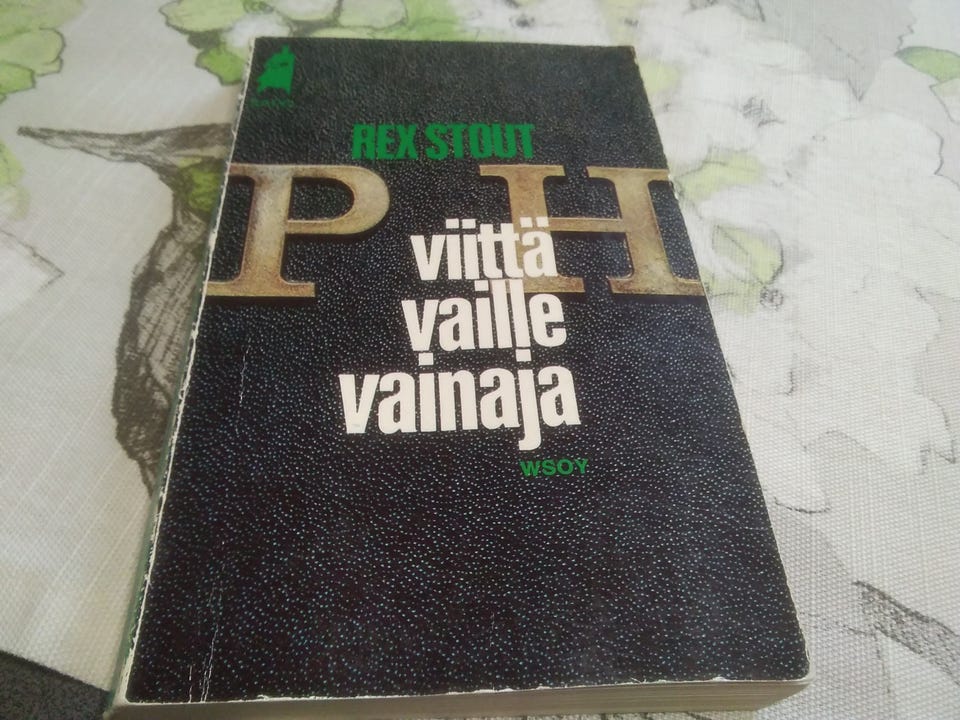 REX STOUT
P H
viittä
vaille
vainaja
WSOY